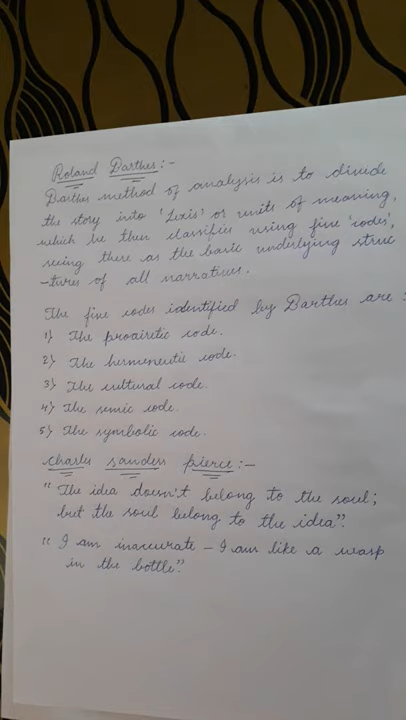 Roland Barthes:-
Barthes method of analysis is to divide
the story into 'Lexis' or units of meaning,
which he then classifies using five 'codes',
seeing there as the basic underlying struc
-tures of all narratives.
The five codes identified by Barthes are :
1) The proairetic code.
2) The hermeneutic code.
3) The cultural code.
4) The semic code.
5) The symbolic code.
Charles sanders pierce:-
"The idea doesn't belong to the soul;
but the soul belong to the idea".
"I am inaccurate - I am like a wasp
in the bottle".